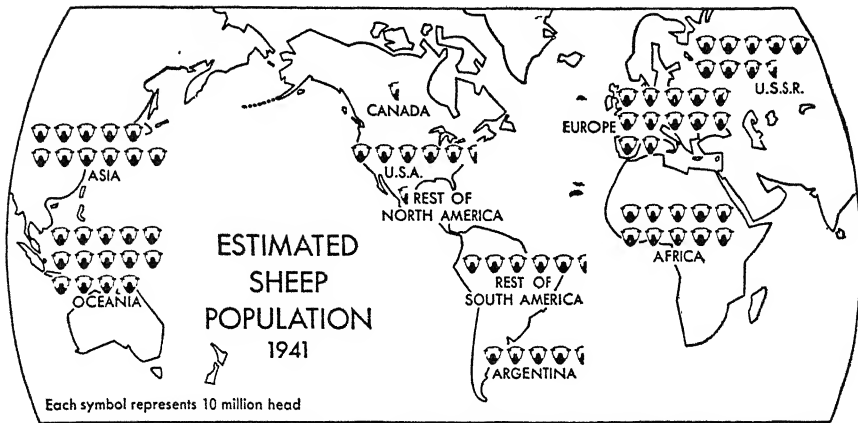 CANADA
U.S.S.R.
EUROPE
ASIA
U.S.A.
REST OF
NORTH AMERICA
ESTIMATED
SHEEP
POPULATION
1941
AFRICA
REST OF
SOUTH AMERICA
OCEANIA
ARGENTINA
Each symbol represents 10 million head